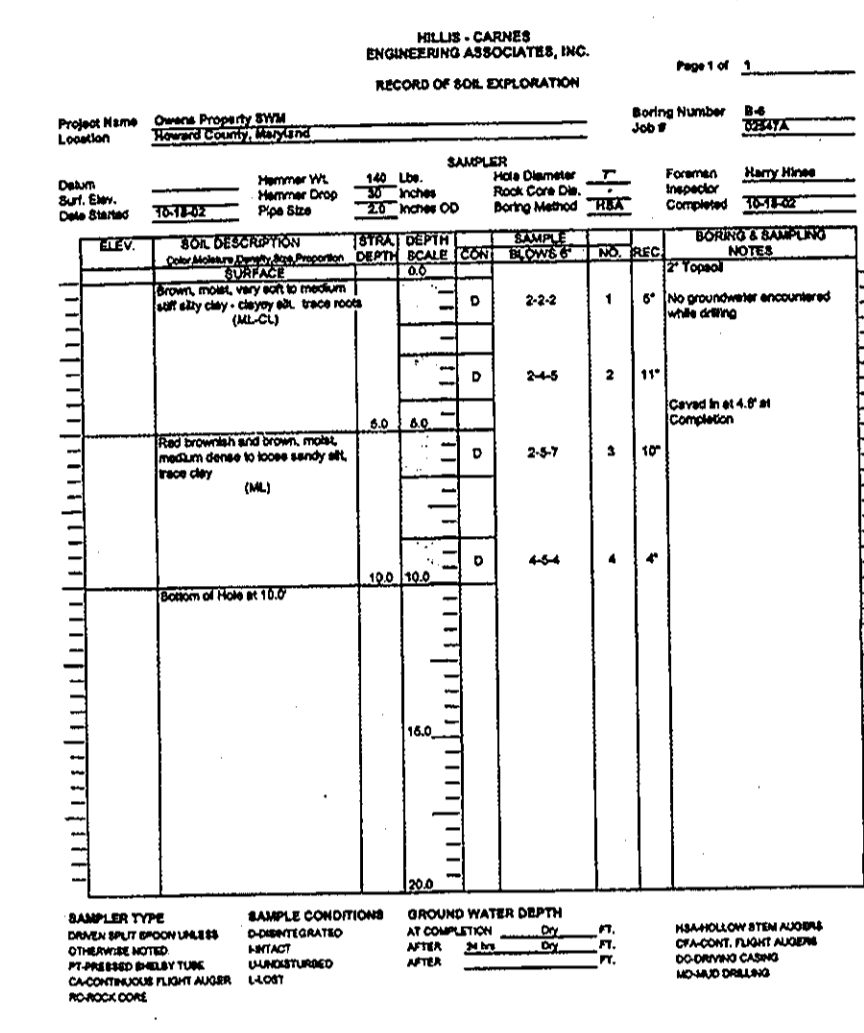 HILLIS - CARNES
ENGINEERING ASSOCIATES, INC.
Page 1 of 1
RECORD OF SOIL EXPLORATION
Project Name Owens Property SWM Boring Number B-6
Location Howard County, Maryland Job # 02547A
SAMPLER
Datum Hammer Wt. 140 Lbs. Hole Diameter 7" Foreman Harry Hines
Surf. Elev. Hammer Drop 30 Inches Rock Core Dia. - Inspector
Date Started 10-18-02 Pipe Size 2.0 Inches OD Boring Method HSA Completed 10-18-02
ELEV. SOIL DESCRIPTION STRA. DEPTH SAMPLE BORING & SAMPLING
Color, Moisture, Density, Size, Proportion DEPTH SCALE CON BLOWS 6" NO. REC. NOTES
SURFACE 0.0 2" Topsoil
Brown, moist, very soft to medium
stiff silty clay - clayey silt, trace roots D 2-2-2 1 5" No groundwater encountered
(ML-CL) while drilling
D 2-4-5 2 11"
Caved in at 4.6' at
5.0 5.0 Completion
Red brownish and brown, moist,
medium dense to loose sandy silt, D 2-5-7 3 10"
trace clay
(ML)
D 4-5-4 4 4"
10.0 10.0
Bottom of Hole at 10.0'
15.0
20.0
SAMPLER TYPE SAMPLE CONDITIONS GROUND WATER DEPTH
DRIVEN SPLIT SPOON UNLESS D-DISINTEGRATED AT COMPLETION Dry FT. HSA-HOLLOW STEM AUGERS
OTHERWISE NOTED I-INTACT AFTER 24 hrs Dry FT. CFA-CONT. FLIGHT AUGERS
PT-PRESSED SHELBY TUBE U-UNDISTURBED AFTER FT. DC-DRIVING CASING
CA-CONTINUOUS FLIGHT AUGER L-LOST MD-MUD DRILLING
RC-ROCK CORE